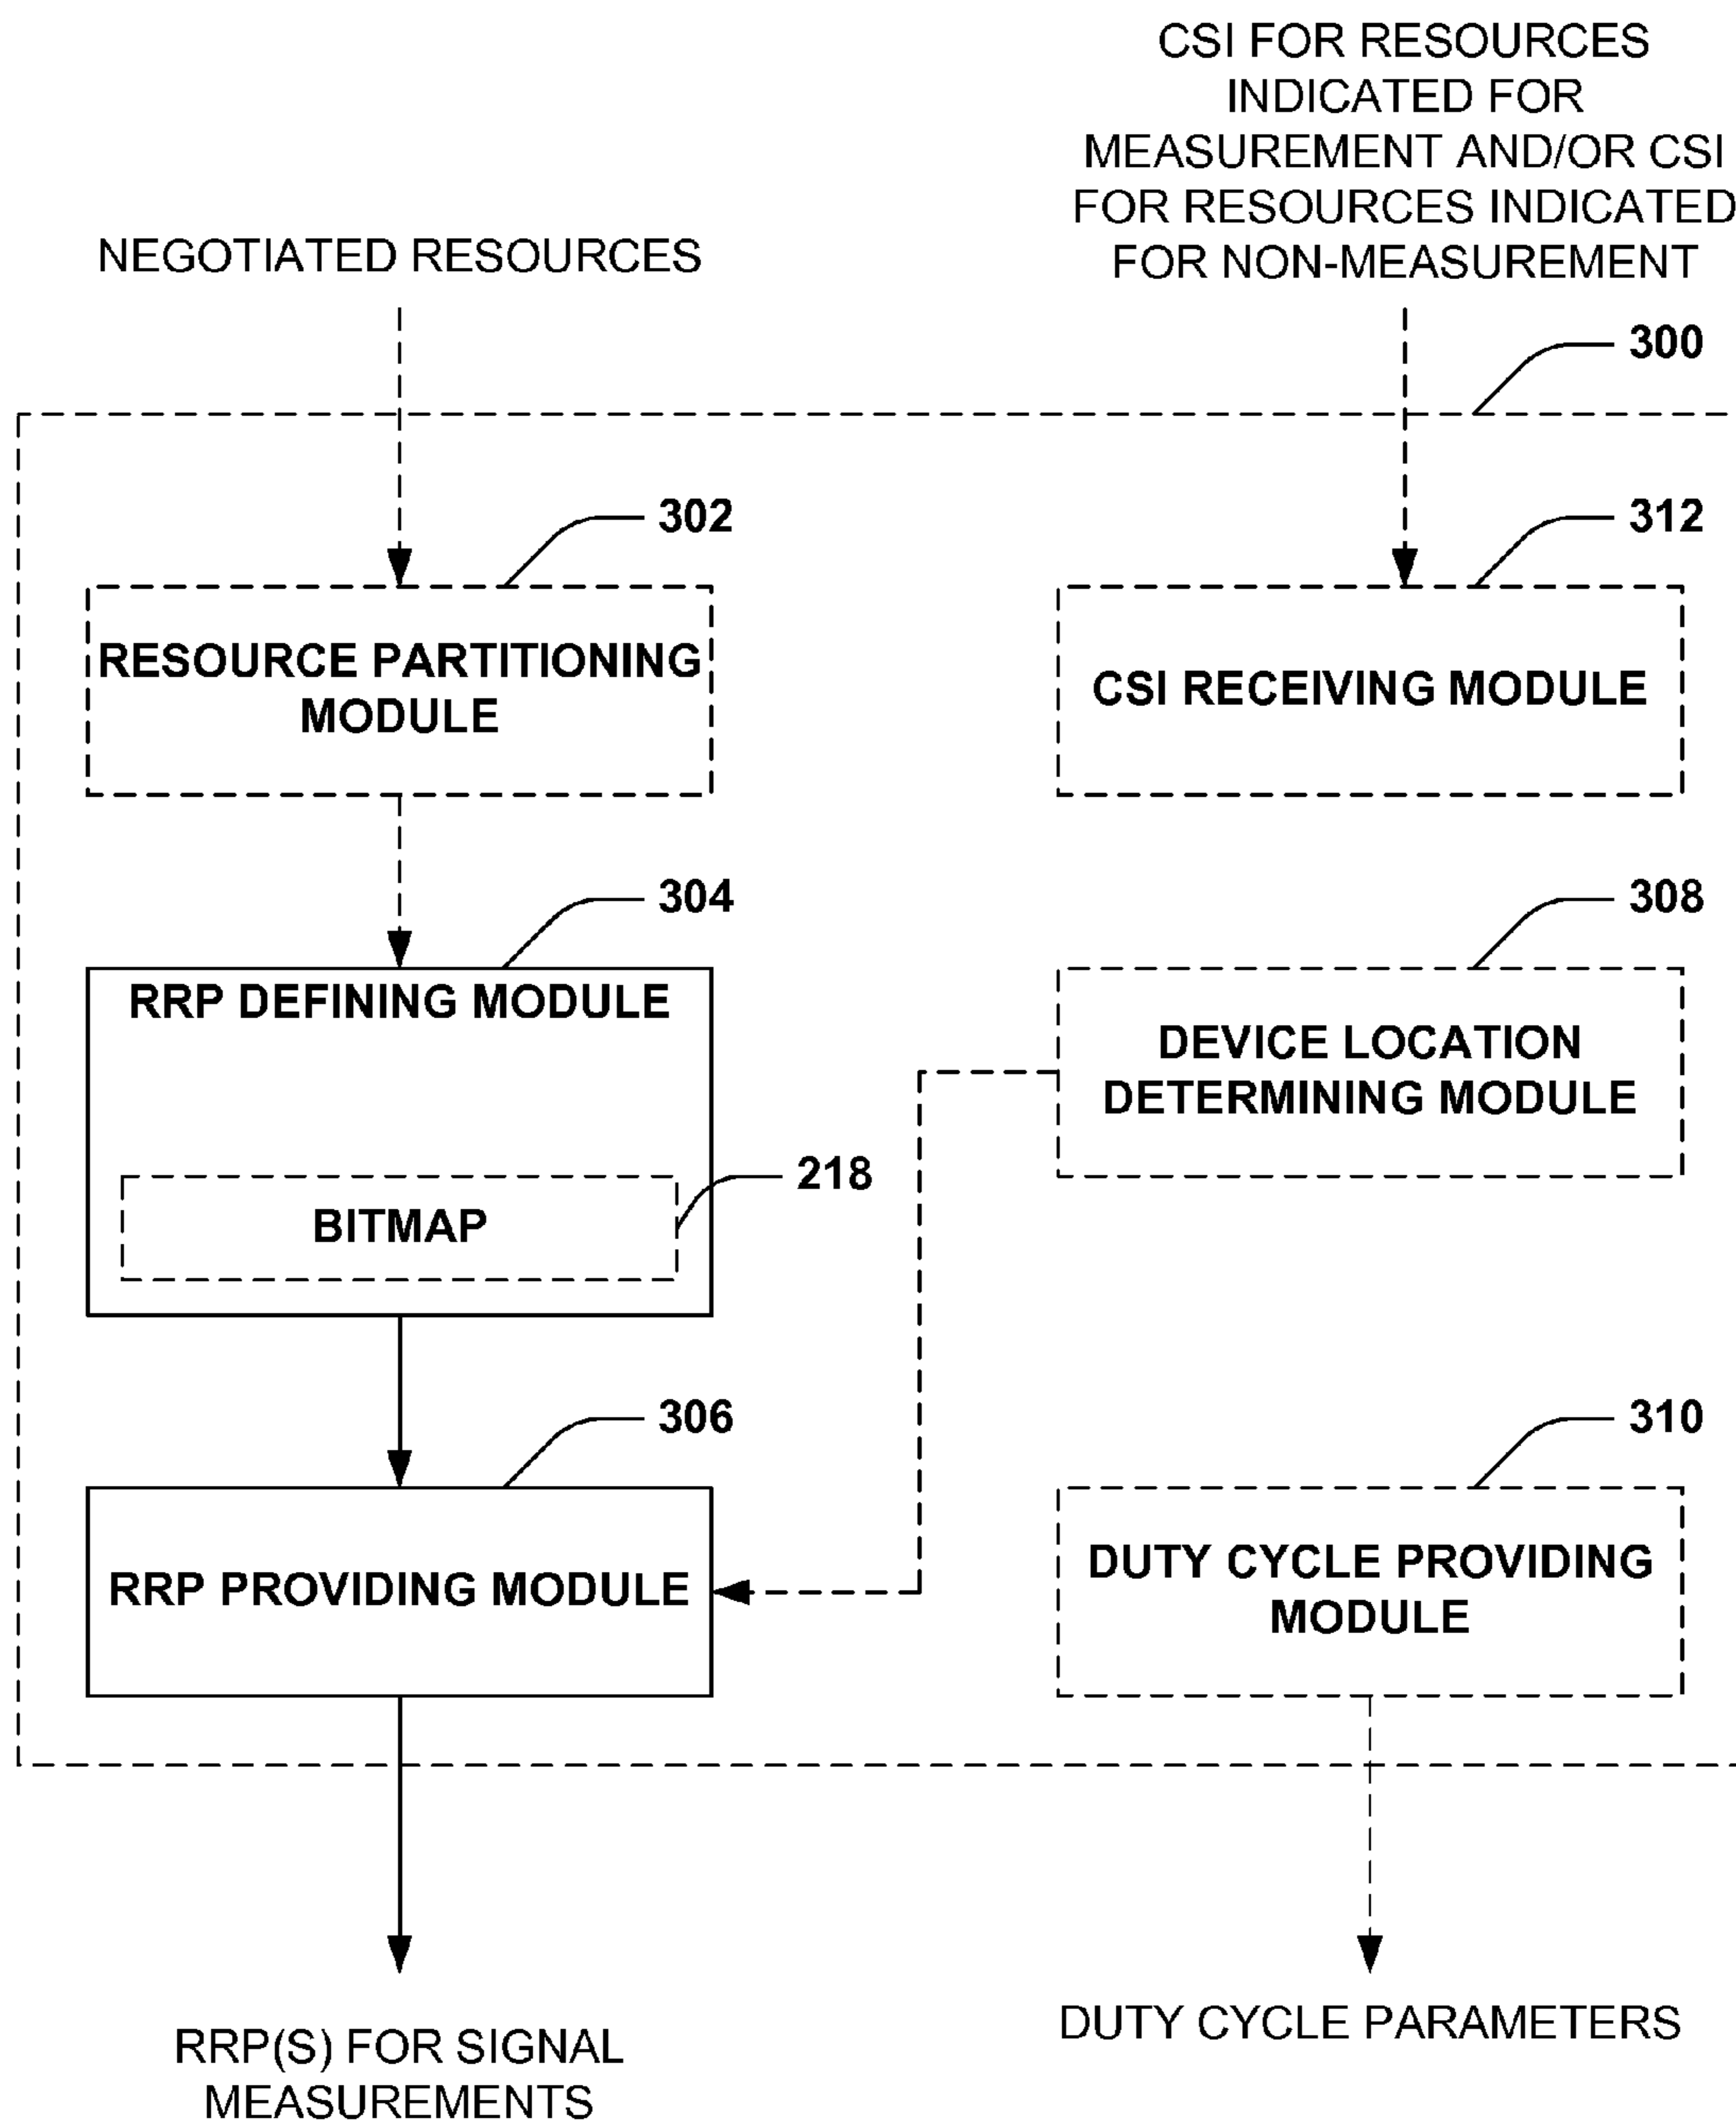 CSI FOR RESOURCES
INDICATED FOR
MEASUREMENT AND/OR CSI
FOR RESOURCES INDICATED
FOR NON-MEASUREMENT
NEGOTIATED RESOURCES
300
302
312
RESOURCE PARTITIONING
MODULE
CSI RECEIVING MODULE
304
308
RRP DEFINING MODULE
DEVICE LOCATION
DETERMINING MODULE
218
BITMAP
306
310
RRP PROVIDING MODULE
DUTY CYCLE PROVIDING
MODULE
RRP(S) FOR SIGNAL
MEASUREMENTS
DUTY CYCLE PARAMETERS